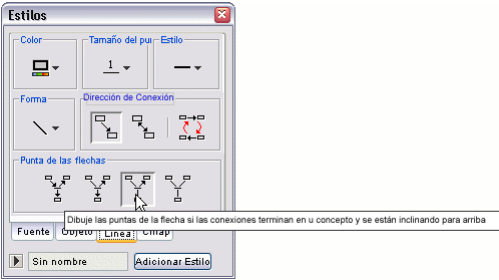 Estilos
Color
Tamaño del pu
Estilo
1
Forma
Dirección de Conexión
Punta de las flechas
Dibuje las puntas de la flecha si las conexiones terminan en u concepto y se están inclinando para arriba
Fuente
Objeto
Línea
Cmap
Sin nombre
Adicionar Estilo